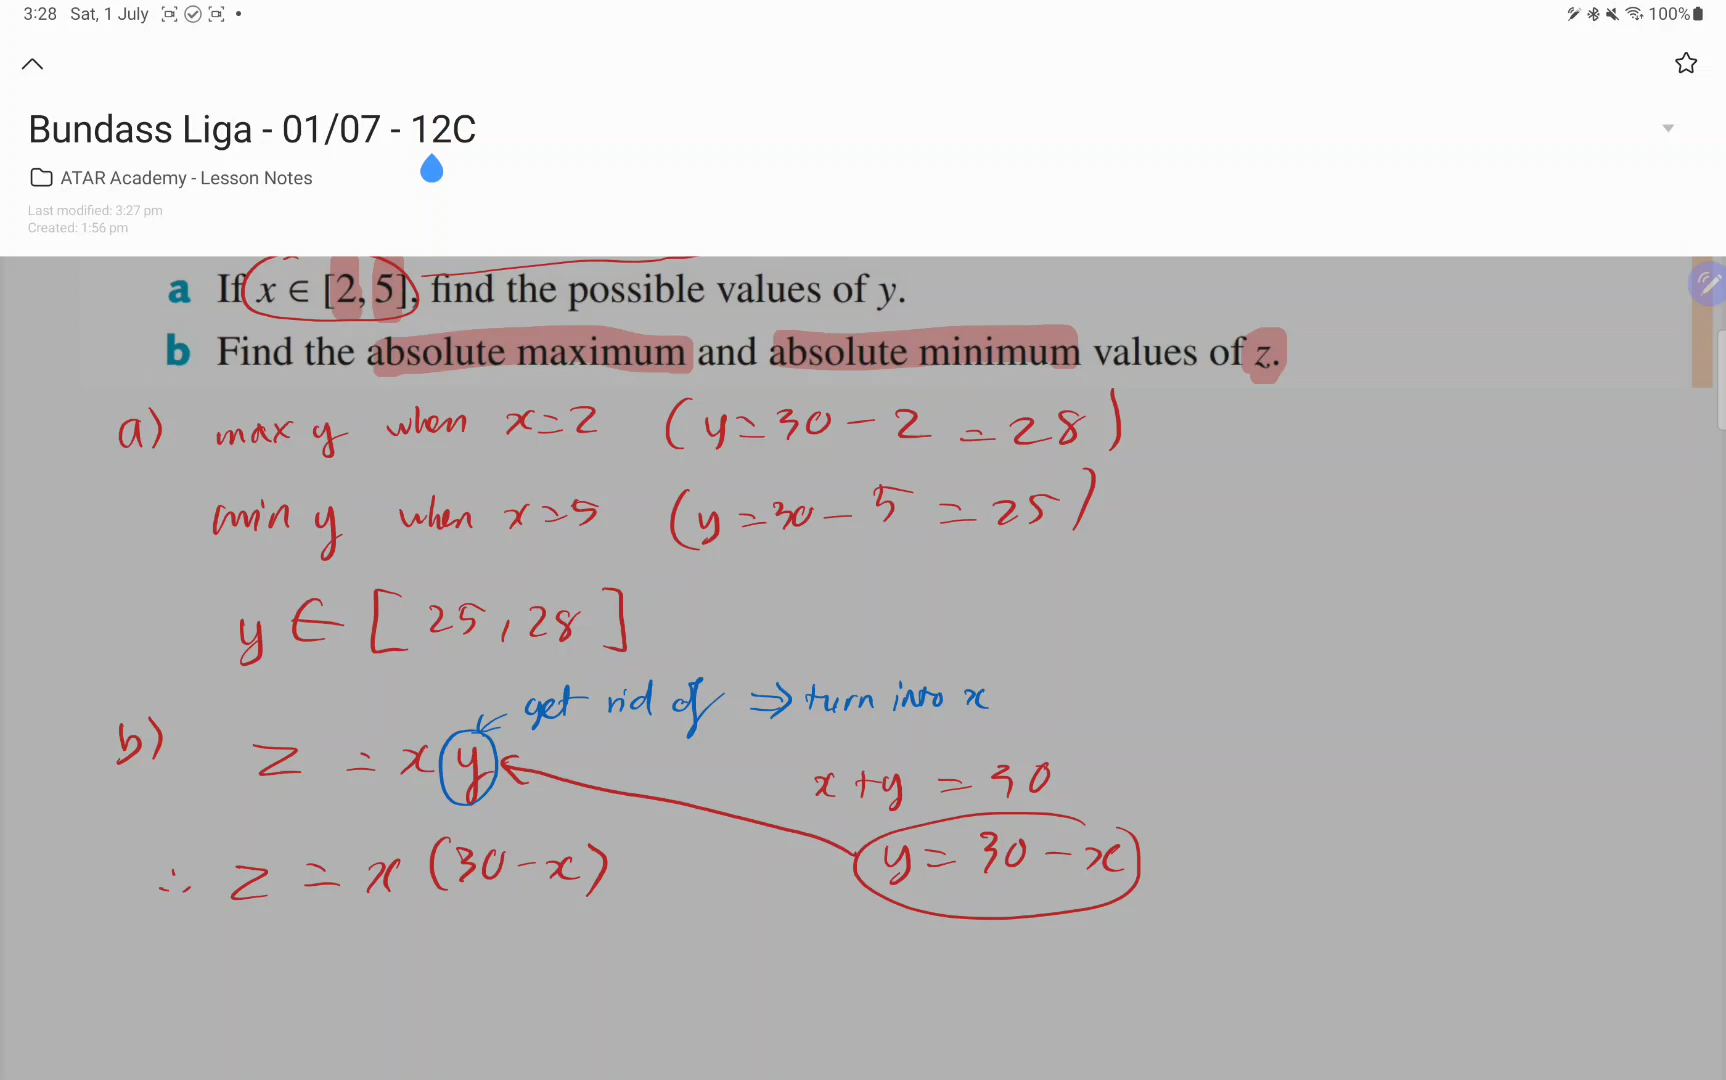 3:28 Sat, 1 July 100%
Bundass Liga - 01/07 - 12C
ATAR Academy - Lesson Notes
Last modified: 3:27 pm
Created: 1:56 pm
a If x ∈ [2, 5], find the possible values of y.
b Find the absolute maximum and absolute minimum values of z.
a) max y when x=2 (y=30-2 =28)
min y when x=5 (y=30-5 =25)
y ∈ [25,28]
get rid of ⇒ turn into x
b) z = xy
x+y = 30
y=30-x
∴ z = x(30-x)